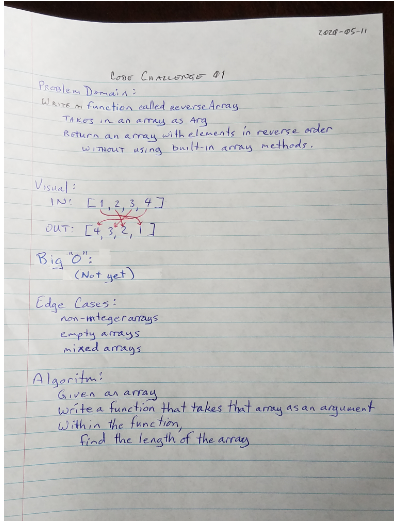 2020-05-11
CODE CHALLENGE 01
Problem Domain:
WRITE A function called reverseArray
TAKES in an array as Arg
RETURN an array with elements in reverse order
WITHOUT using built-in array methods.
Visual:
IN: [1, 2, 3, 4]
OUT: [4, 3, 2, 1]
Big "O":
(Not yet)
Edge Cases:
non-integer arrays
empty arrays
mixed arrays
Algoritm:
Given an array
write a function that takes that array as an argument
Within the function,
find the length of the array